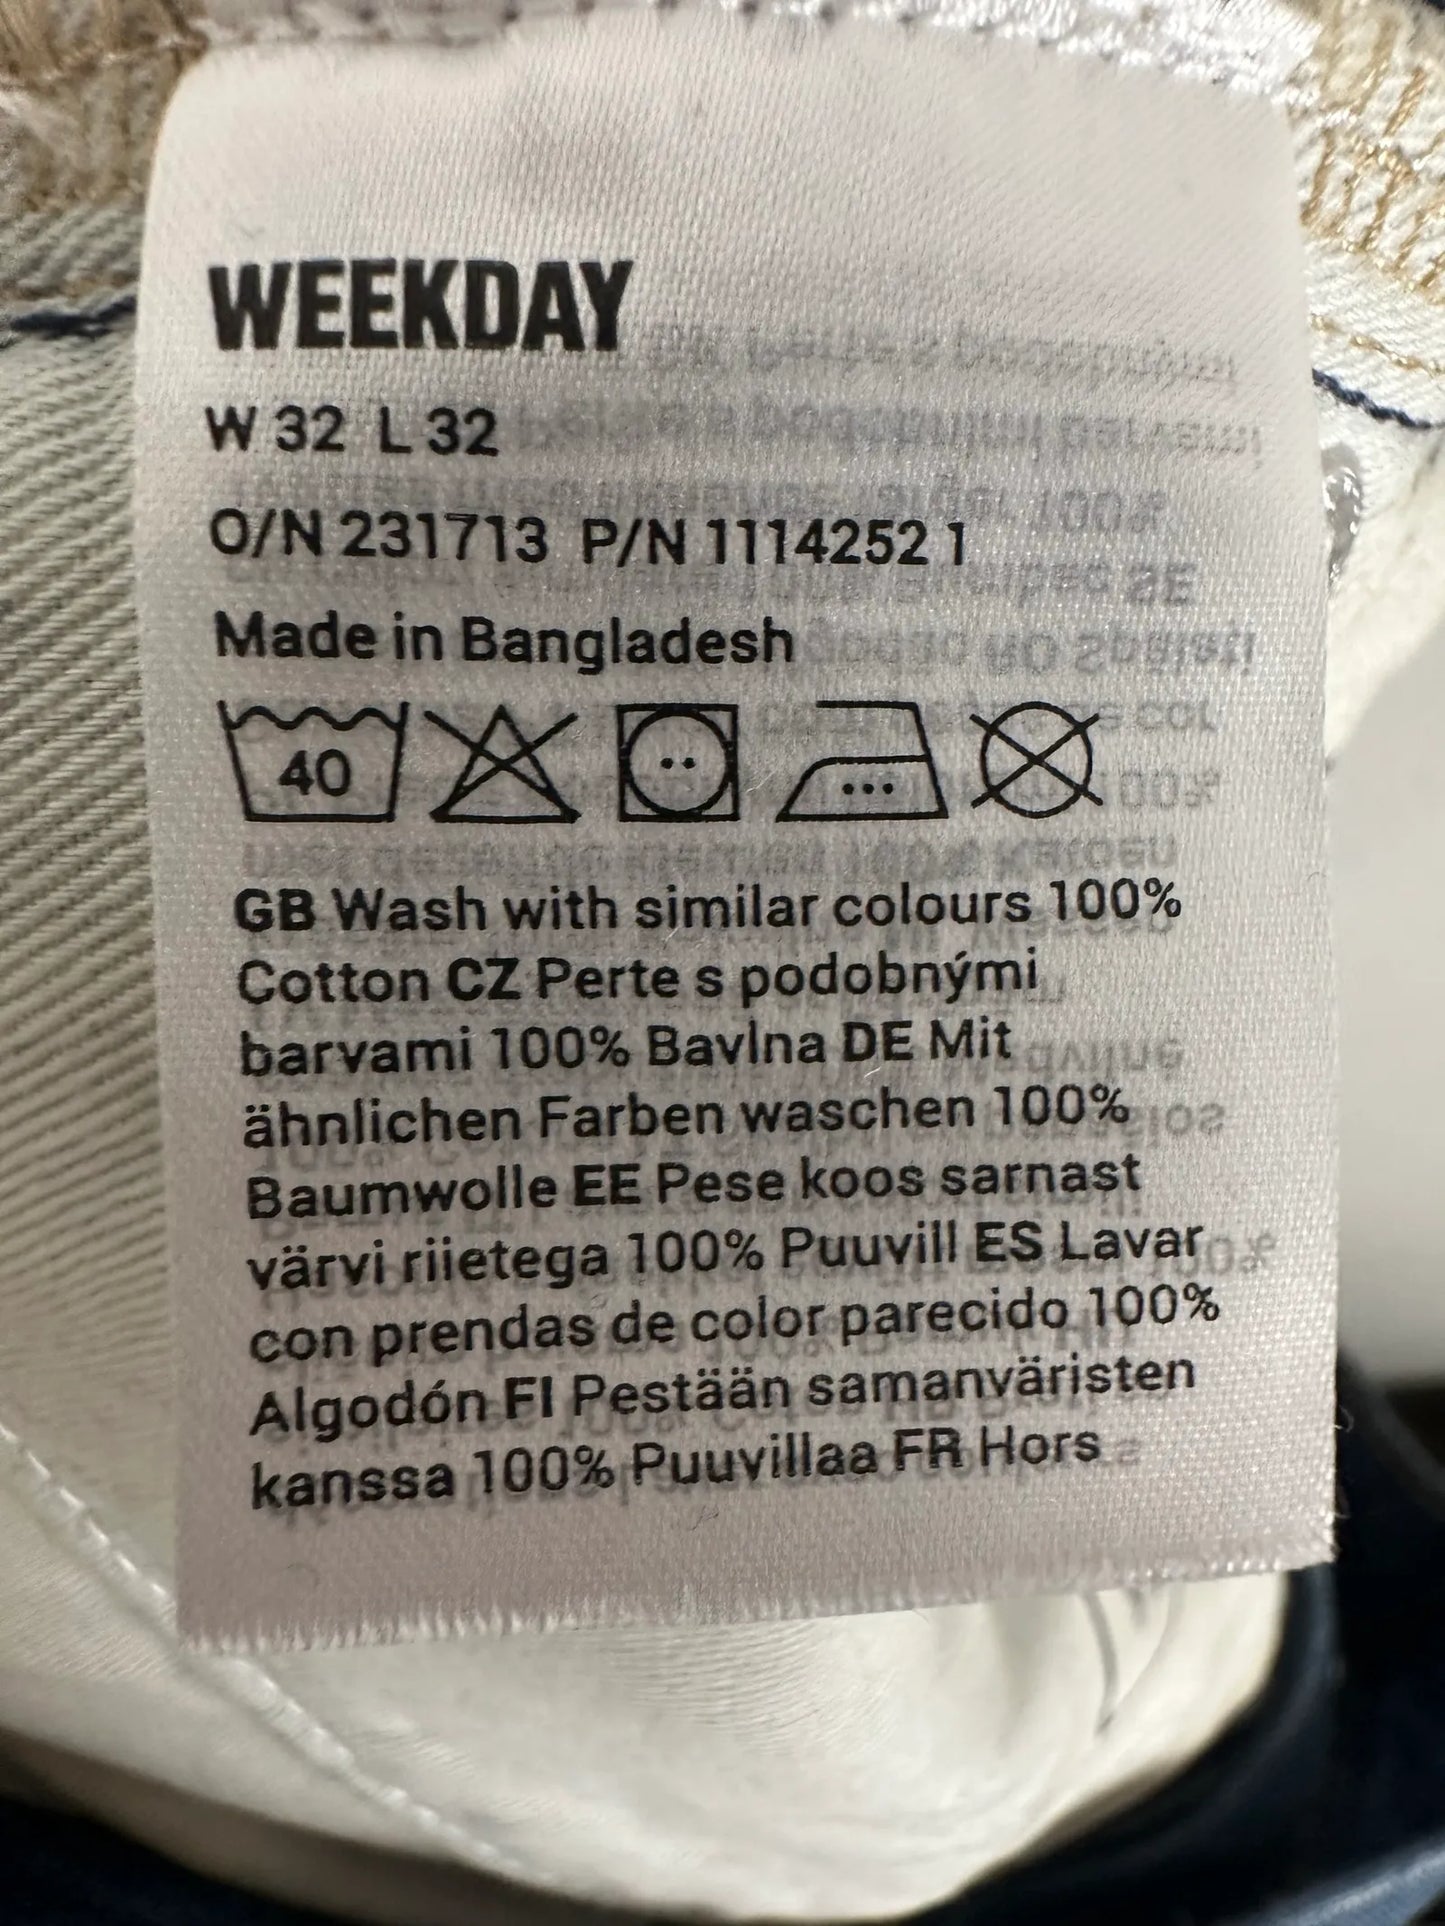 WEEKDAY
W 32 L 32
O/N 231713 P/N 1114252 1
Made in Bangladesh
40
GB Wash with similar colours 100%
Cotton CZ Perte s podobnými
barvami 100% Bavlna DE Mit
ähnlichen Farben waschen 100%
Baumwolle EE Pese koos sarnast
värvi riietega 100% Puuvill ES Lavar
con prendas de color parecido 100%
Algodón FI Pestään samanväristen
kanssa 100% Puuvillaa FR Hors